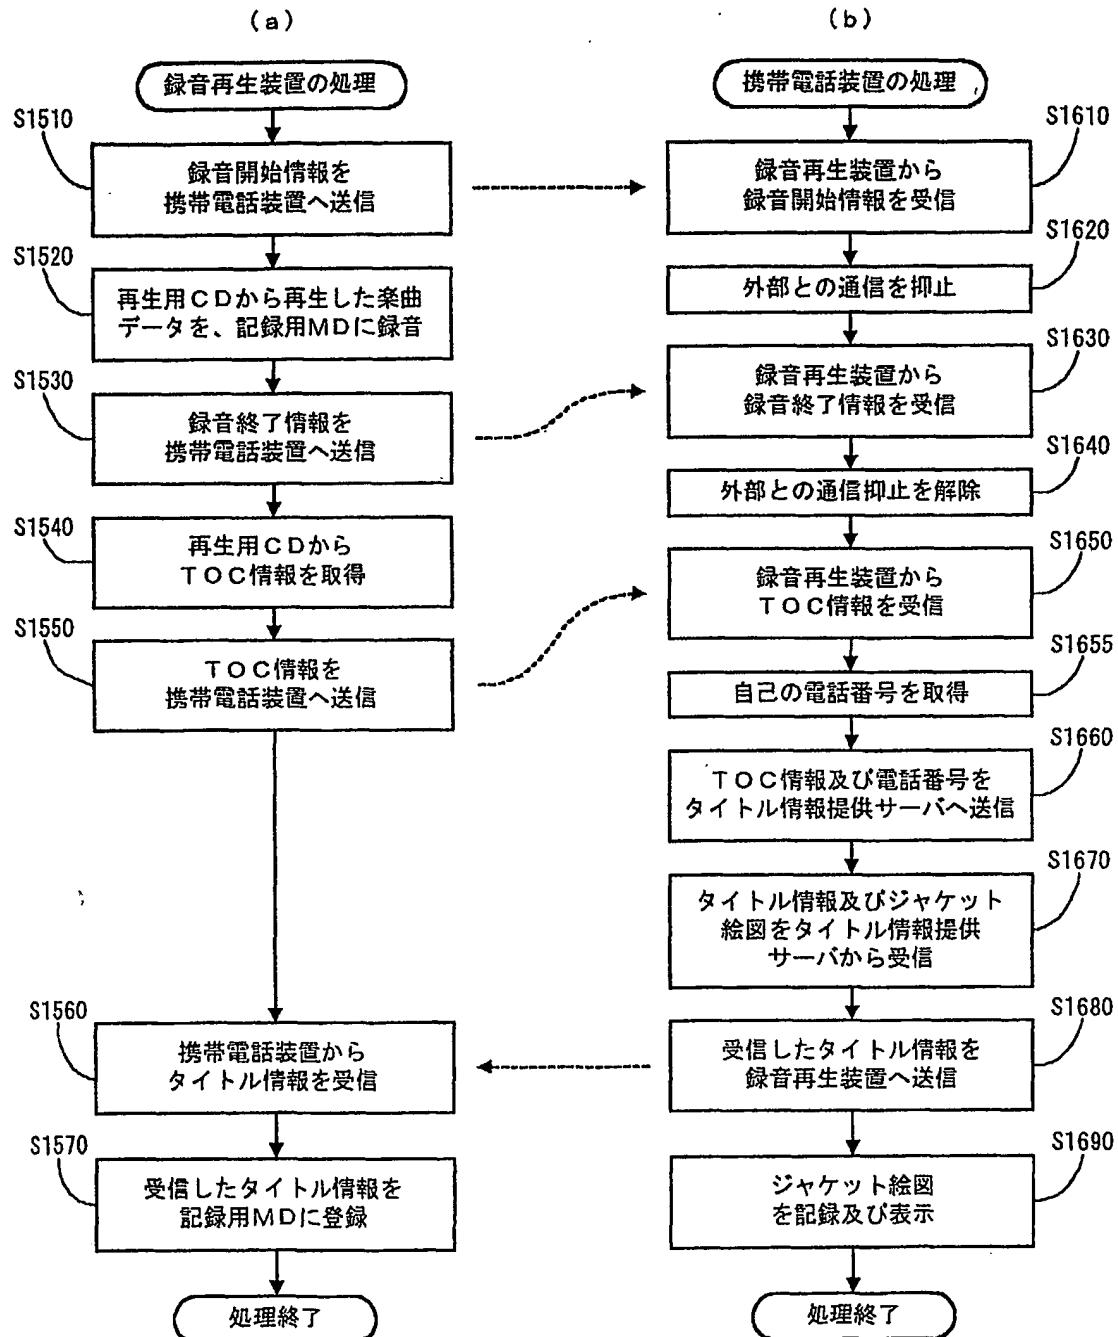 (a)
録音再生装置の処理
S1510
録音開始情報を
携帯電話装置へ送信
S1520
再生用CDから再生した楽曲
データを、記録用MDに録音
S1530
録音終了情報を
携帯電話装置へ送信
S1540
再生用CDから
TOC情報を取得
S1550
TOC情報を
携帯電話装置へ送信
S1560
携帯電話装置から
タイトル情報を受信
S1570
受信したタイトル情報を
記録用MDに登録
処理終了
(b)
携帯電話装置の処理
S1610
録音再生装置から
録音開始情報を受信
S1620
外部との通信を抑止
S1630
録音再生装置から
録音終了情報を受信
S1640
外部との通信抑止を解除
S1650
録音再生装置から
TOC情報を受信
S1655
自己の電話番号を取得
S1660
TOC情報及び電話番号を
タイトル情報提供サーバへ送信
S1670
タイトル情報及びジャケット
絵図をタイトル情報提供
サーバから受信
S1680
受信したタイトル情報を
録音再生装置へ送信
S1690
ジャケット絵図
を記録及び表示
処理終了